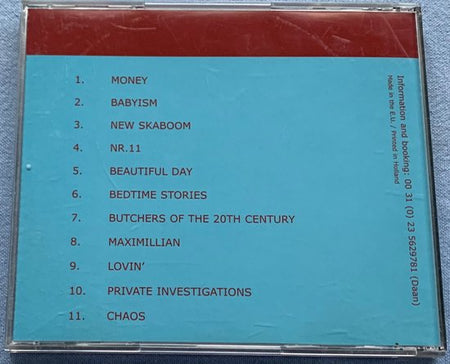 1. MONEY
2. BABYISM
3. NEW SKABOOM
4. NR.11
5. BEAUTIFUL DAY
6. BEDTIME STORIES
7. BUTCHERS OF THE 20TH CENTURY
8. MAXIMILLIAN
9. LOVIN'
10. PRIVATE INVESTIGATIONS
11. CHAOS
Information and booking: 00 31 (0) 23 5629781 (Daan)
Made in the E.U. / Printed in Holland